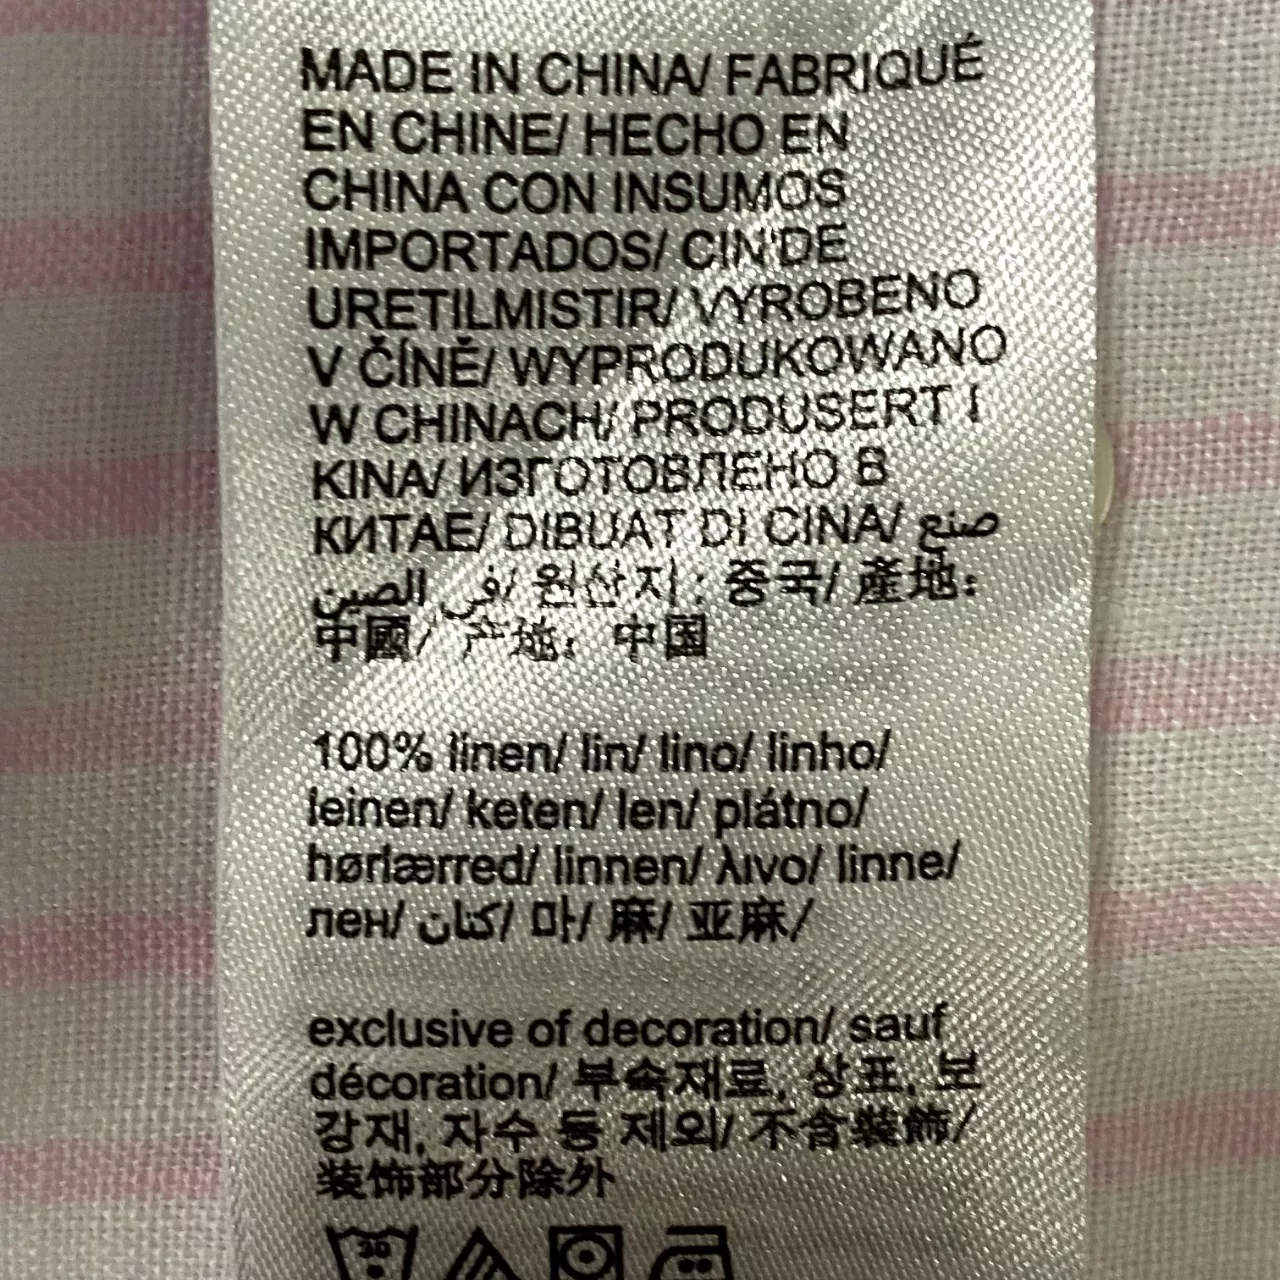 MADE IN CHINA/ FABRIQUÉ
EN CHINE/ HECHO EN
CHINA CON INSUMOS
IMPORTADOS/ CIN'DE
URETILMISTIR/ VYROBENO
V ČÍNĚ/ WYPRODUKOWANO
W CHINACH/ PRODUSERT I
KINA/ ИЗГОТОВЛЕНО В
КИТАЕ/ DIBUAT DI CINA/ صنع
في الصين/ 원산지: 중국/ 產地:
中國/ 产地: 中国
100% linen/ lin/ lino/ linho/
leinen/ keten/ len/ plátno/
hørlærred/ linnen/ λινο/ linne/
лен/ كتان/ 마/ 麻/ 亚麻/
exclusive of decoration/ sauf
décoration/ 부속재료, 상표, 보
강재, 자수 등 제외/ 不含裝飾/
装饰部分除外
30